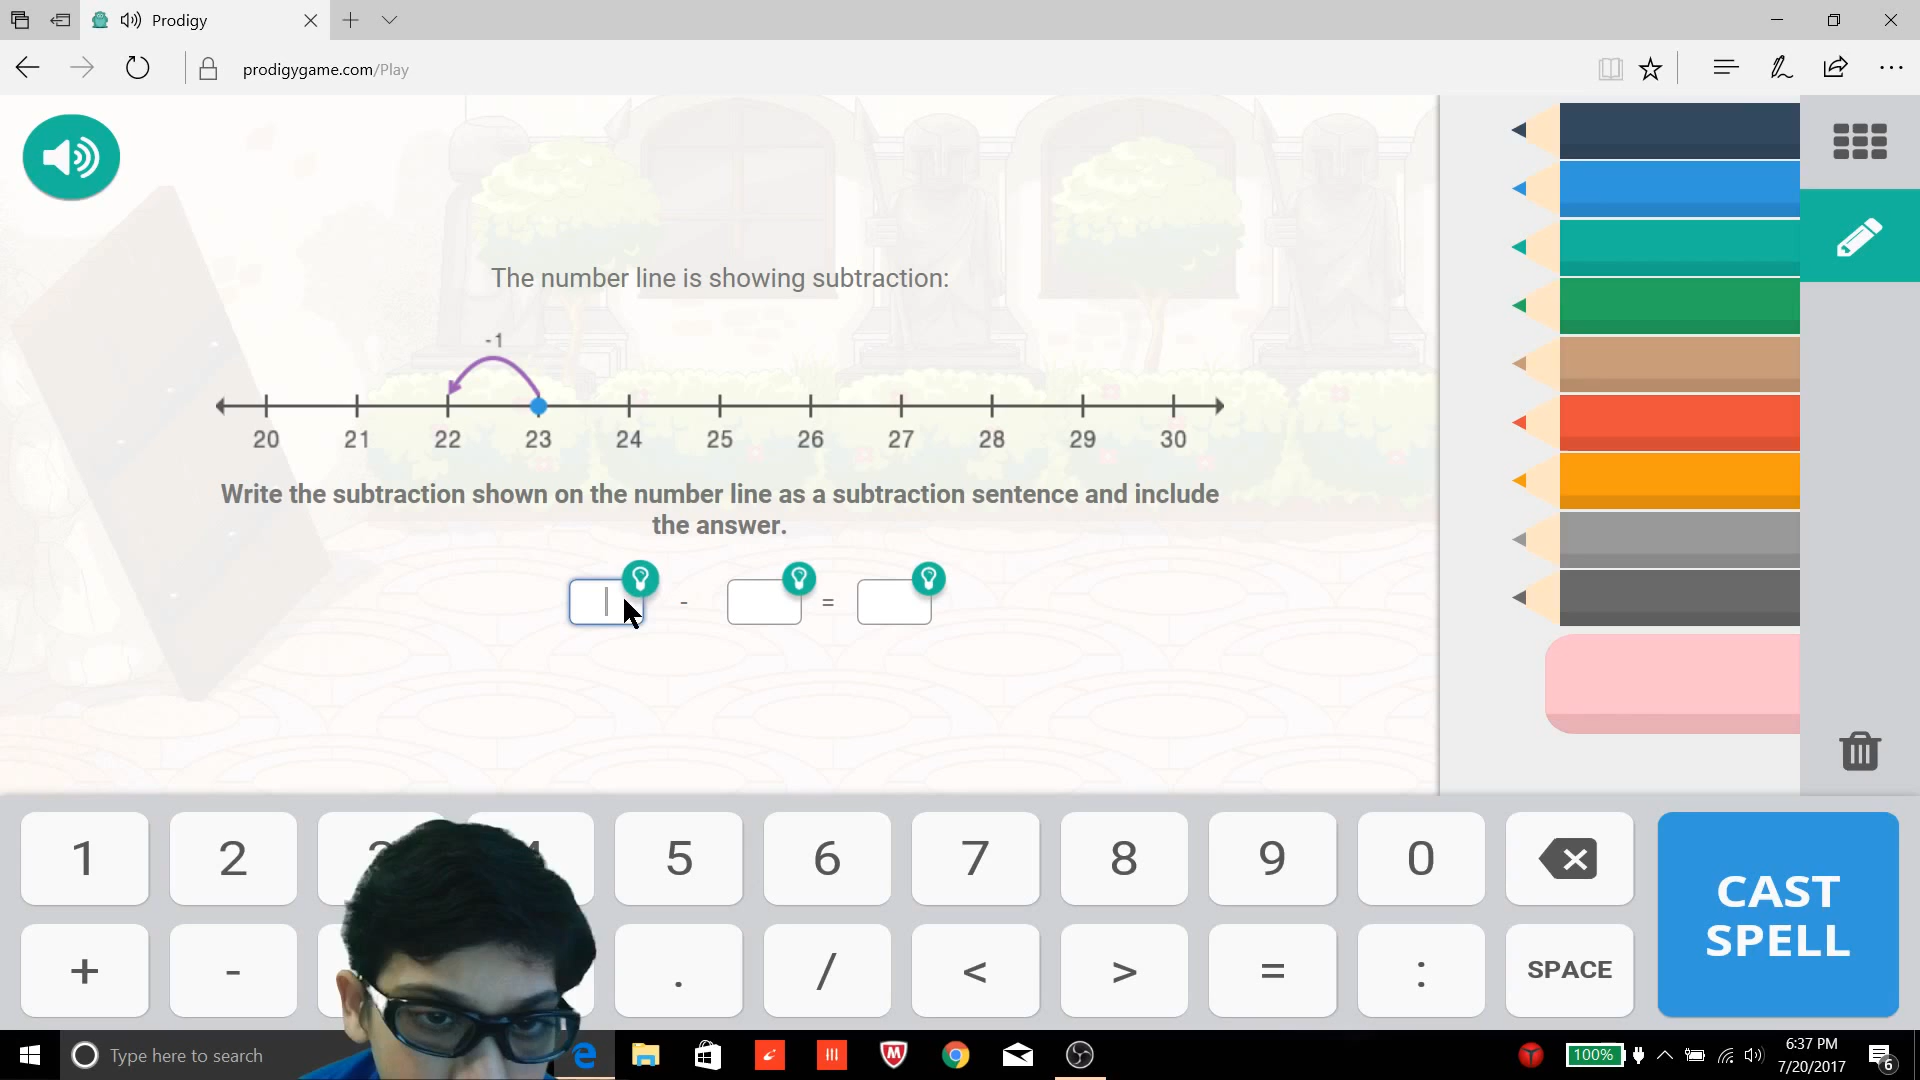 Prodigy
prodigygame.com/Play
The number line is showing subtraction:
-1
20 21 22 23 24 25 26 27 28 29 30
Write the subtraction shown on the number line as a subtraction sentence and include
the answer.
- =
1 2 5 6 7 8 9 0
CAST
SPELL
+ - . / < > = : SPACE
Type here to search
100%
6:37 PM
7/20/2017
6